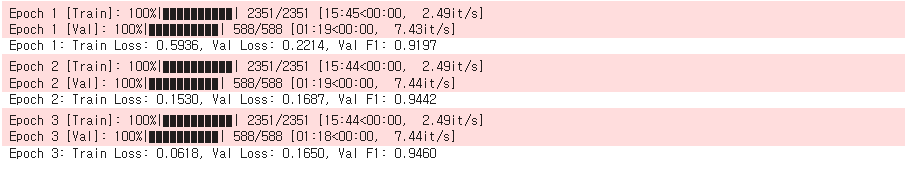 Epoch 1 [Train]: 100%|██████████| 2351/2351 [15:45<00:00,  2.49it/s]
Epoch 1 [Val]: 100%|██████████| 588/588 [01:19<00:00,  7.43it/s]
Epoch 1: Train Loss: 0.5936, Val Loss: 0.2214, Val F1: 0.9197
Epoch 2 [Train]: 100%|██████████| 2351/2351 [15:44<00:00,  2.49it/s]
Epoch 2 [Val]: 100%|██████████| 588/588 [01:19<00:00,  7.44it/s]
Epoch 2: Train Loss: 0.1530, Val Loss: 0.1687, Val F1: 0.9442
Epoch 3 [Train]: 100%|██████████| 2351/2351 [15:44<00:00,  2.49it/s]
Epoch 3 [Val]: 100%|██████████| 588/588 [01:18<00:00,  7.44it/s]
Epoch 3: Train Loss: 0.0618, Val Loss: 0.1650, Val F1: 0.9460